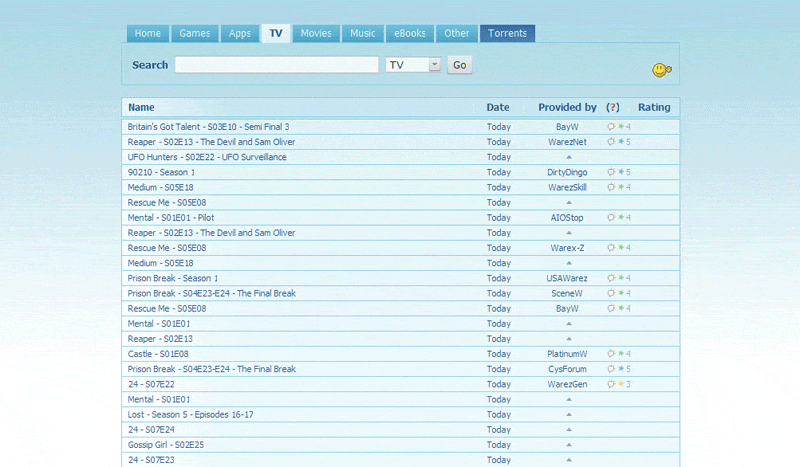 Home Games Apps TV Movies Music eBooks Other Torrents
Search TV Go
Name Date Provided by (?) Rating
Britain's Got Talent - S03E10 - Semi Final 3 Today BayW 4
Reaper - S02E13 - The Devil and Sam Oliver Today WarezNet 5
UFO Hunters - S02E22 - UFO Surveillance Today
90210 - Season 1 Today DirtyDingo 5
Medium - S05E18 Today WarezSkill 4
Rescue Me - S05E08 Today
Mental - S01E01 - Pilot Today AIOStop 4
Reaper - S02E13 - The Devil and Sam Oliver Today
Rescue Me - S05E08 Today Warex-Z 4
Medium - S05E18 Today
Prison Break - Season 1 Today USAWarez 4
Prison Break - S04E23-E24 - The Final Break Today SceneW 4
Rescue Me - S05E08 Today BayW 4
Mental - S01E01 Today
Reaper - S02E13 Today
Castle - S01E08 Today PlatinumW 4
Prison Break - S04E23-E24 - The Final Break Today CysForum 5
24 - S07E22 Today WarezGen 3
Mental - S01E01 Today
Lost - Season 5 - Episodes 16-17 Today
24 - S07E24 Today
Gossip Girl - S02E25 Today
24 - S07E23 Today